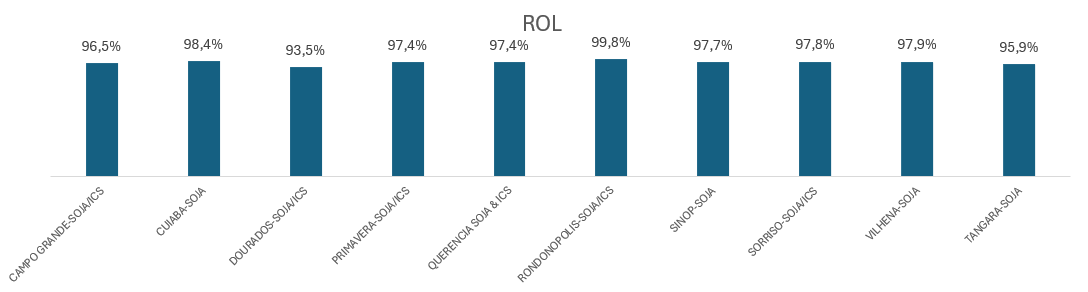 ROL
96,5%
98,4%
93,5%
97,4%
97,4%
99,8%
97,7%
97,8%
97,9%
95,9%
CAMPO GRANDE-SOJA/ICS
CUIABA-SOJA
DOURADOS-SOJA/ICS
PRIMAVERA-SOJA/ICS
QUERENCIA SOJA & ICS
RONDONOPOLIS-SOJA/ICS
SINOP-SOJA
SORRISO-SOJA/ICS
VILHENA-SOJA
TANGARA-SOJA